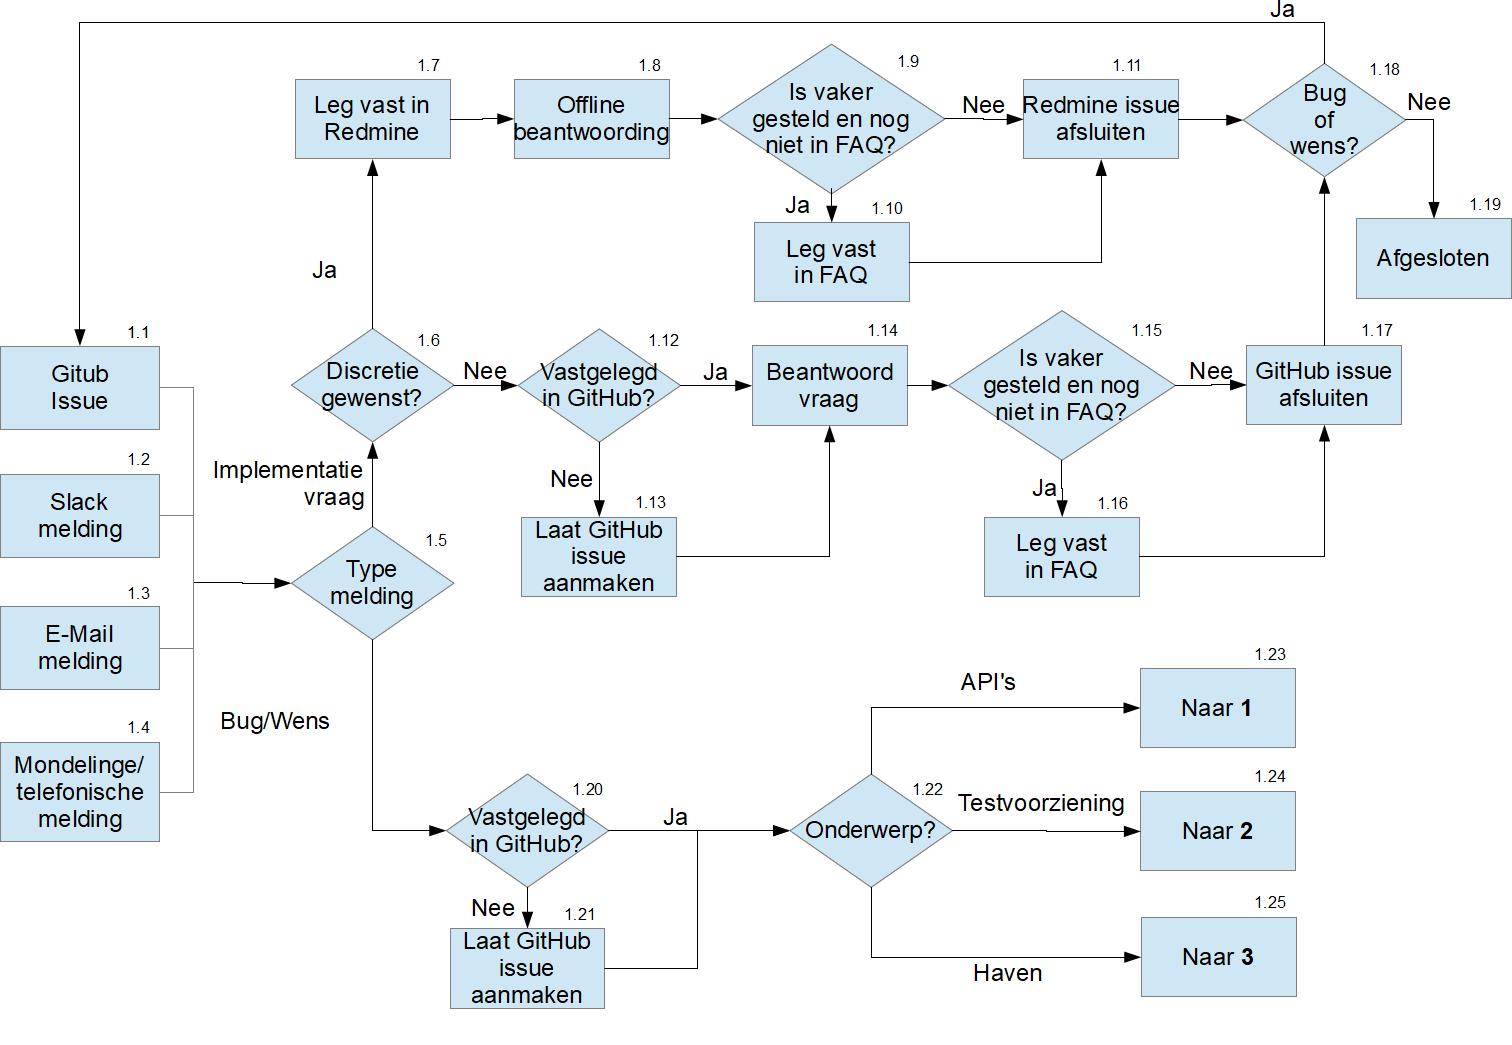 Ja
1.7
Leg vast in
Redmine
1.8
Offline
beantwoording
1.9
Is vaker
gesteld en nog
niet in FAQ?
Nee
1.11
Redmine issue
afsluiten
1.18
Bug
of
wens?
Nee
Ja
1.10
Leg vast
in FAQ
1.19
Afgesloten
Ja
1.1
Gitub
Issue
1.6
Discretie
gewenst?
Nee
1.12
Vastgelegd
in GitHub?
Ja
1.14
Beantwoord
vraag
1.15
Is vaker
gesteld en nog
niet in FAQ?
Nee
1.17
GitHub issue
afsluiten
1.2
Slack
melding
Implementatie
vraag
Nee
1.13
Laat GitHub
issue
aanmaken
Ja
1.16
Leg vast
in FAQ
1.5
Type
melding
1.3
E-Mail
melding
1.4
Mondelinge/
telefonische
melding
Bug/Wens
1.20
Vastgelegd
in GitHub?
Ja
Nee
1.21
Laat GitHub
issue
aanmaken
1.22
Onderwerp?
API's
1.23
Naar 1
Testvoorziening
1.24
Naar 2
Haven
1.25
Naar 3